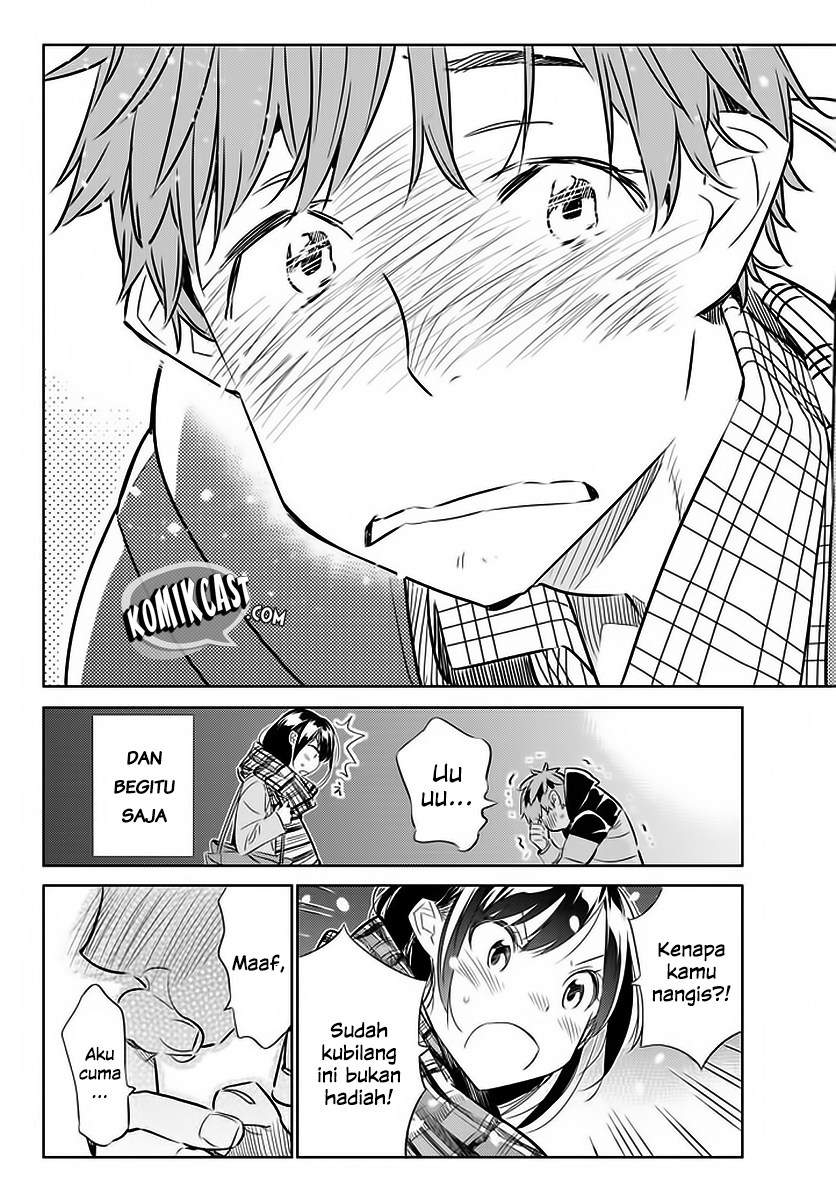 KOMIKCAST.COM
Uu
uu...
DAN
BEGITU
SAJA
Kenapa
kamu
nangis?!
Sudah
kubilang
ini bukan
hadiah!
Maaf,
Aku
cuma
...